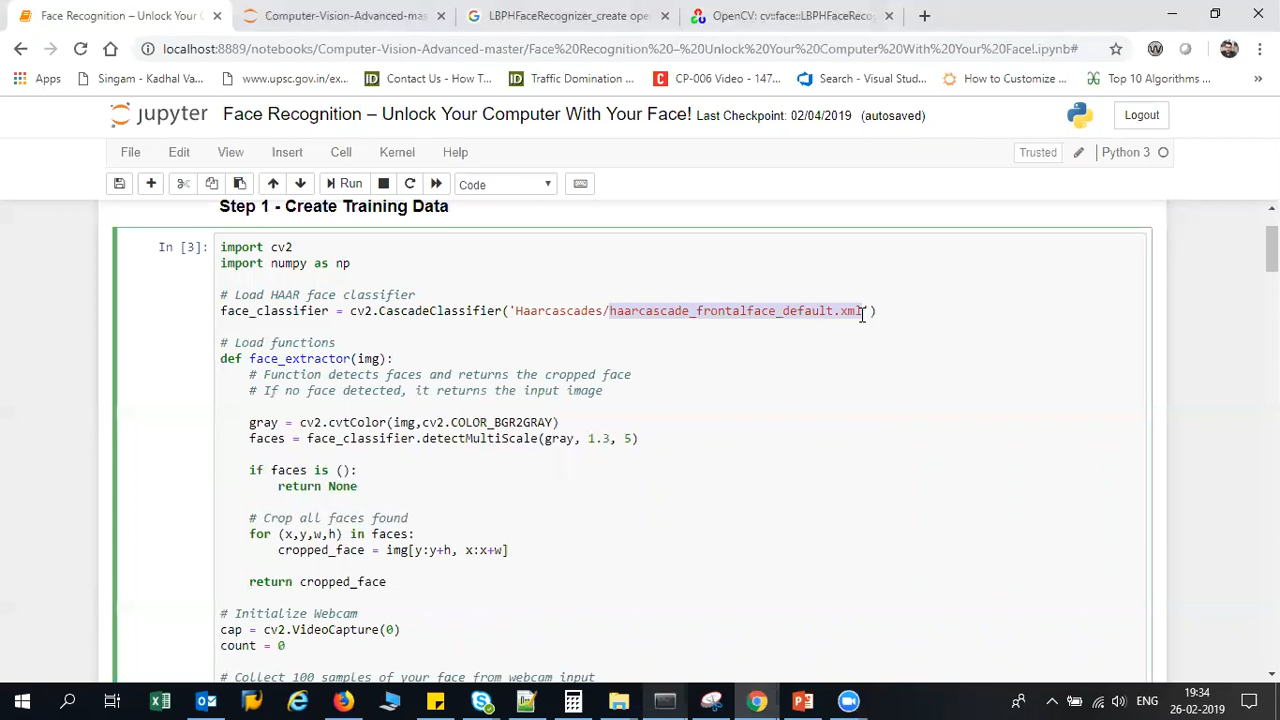 Face Recognition – Unlock Your C
Computer-Vision-Advanced-mas
LBPHFaceRecognizer_create open
OpenCV: cv::face::LBPHFaceRecog
localhost:8889/notebooks/Computer-Vision-Advanced-master/Face%20Recognition%20–%20Unlock%20Your%20Computer%20With%20Your%20Face!.ipynb#
Apps
Singam - Kadhal Va...
www.upsc.gov.in/ex...
ID Contact Us - How T...
ID Traffic Domination...
C CP-006 Video - 147...
Search - Visual Stud...
How to Customize ...
Top 10 Algorithms...
»
jupyter Face Recognition – Unlock Your Computer With Your Face! Last Checkpoint: 02/04/2019 (autosaved)
Logout
File Edit View Insert Cell Kernel Help
Trusted Python 3
Run Code
Step 1 - Create Training Data
In [3]:
import cv2
import numpy as np
# Load HAAR face classifier
face_classifier = cv2.CascadeClassifier('Haarcascades/haarcascade_frontalface_default.xml')
# Load functions
def face_extractor(img):
# Function detects faces and returns the cropped face
# If no face detected, it returns the input image
gray = cv2.cvtColor(img,cv2.COLOR_BGR2GRAY)
faces = face_classifier.detectMultiScale(gray, 1.3, 5)
if faces is ():
return None
# Crop all faces found
for (x,y,w,h) in faces:
cropped_face = img[y:y+h, x:x+w]
return cropped_face
# Initialize Webcam
cap = cv2.VideoCapture(0)
count = 0
# Collect 100 samples of your face from webcam input
ENG
19:34
26-02-2019